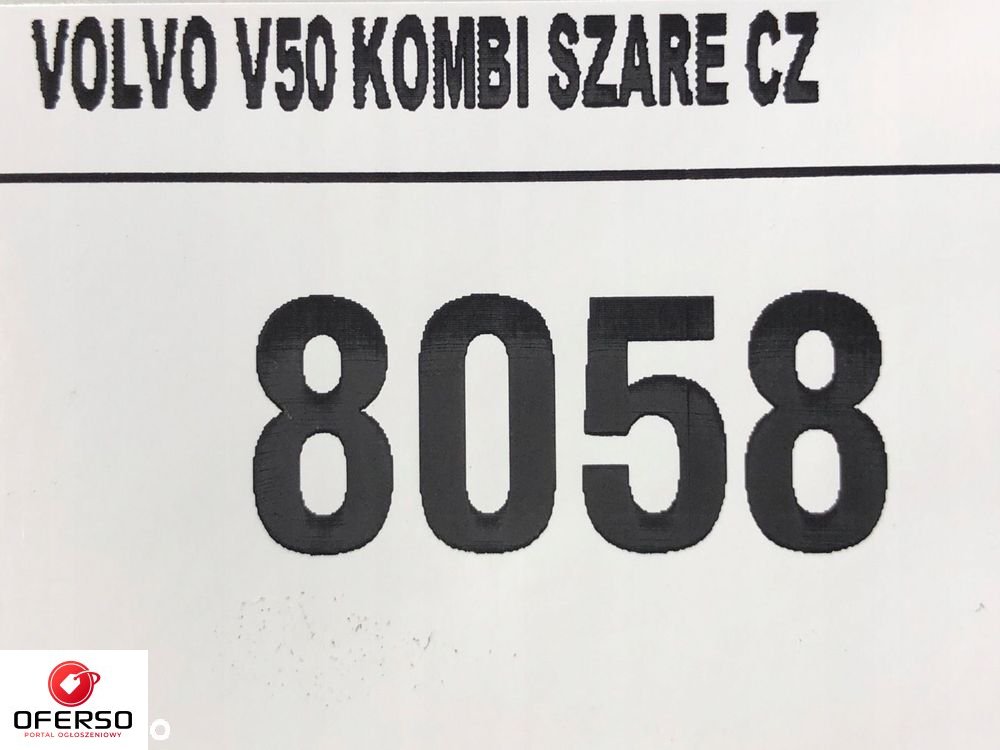 VOLVO V50 KOMBI SZARE CZ
8058
OFERSO
PORTAL OGŁOSZENIOWY